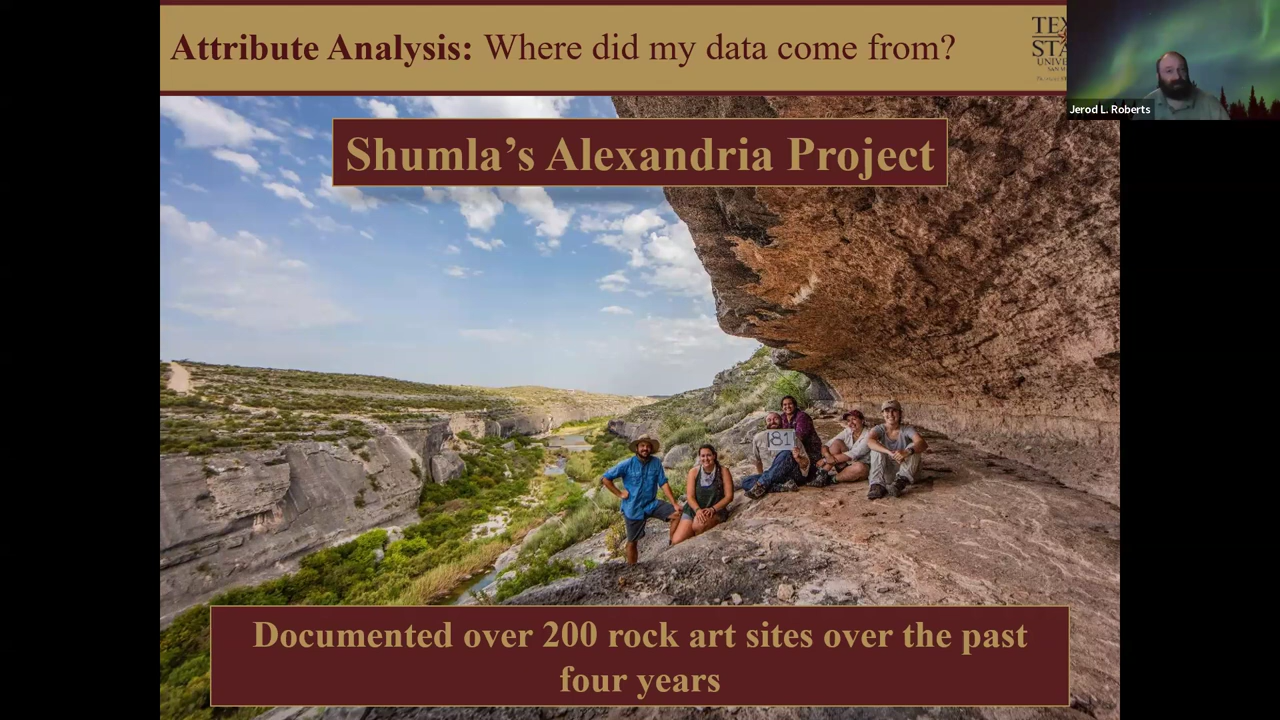 Attribute Analysis: Where did my data come from?
Jerod L. Roberts
Shumla's Alexandria Project
181
Documented over 200 rock art sites over the past
four years